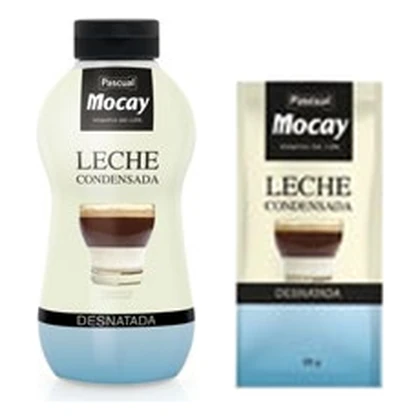 Pascual
Mocay
LECHE
CONDENSADA
DESNATADA
Pascual
Mocay
LECHE
CONDENSADA
DESNATADA